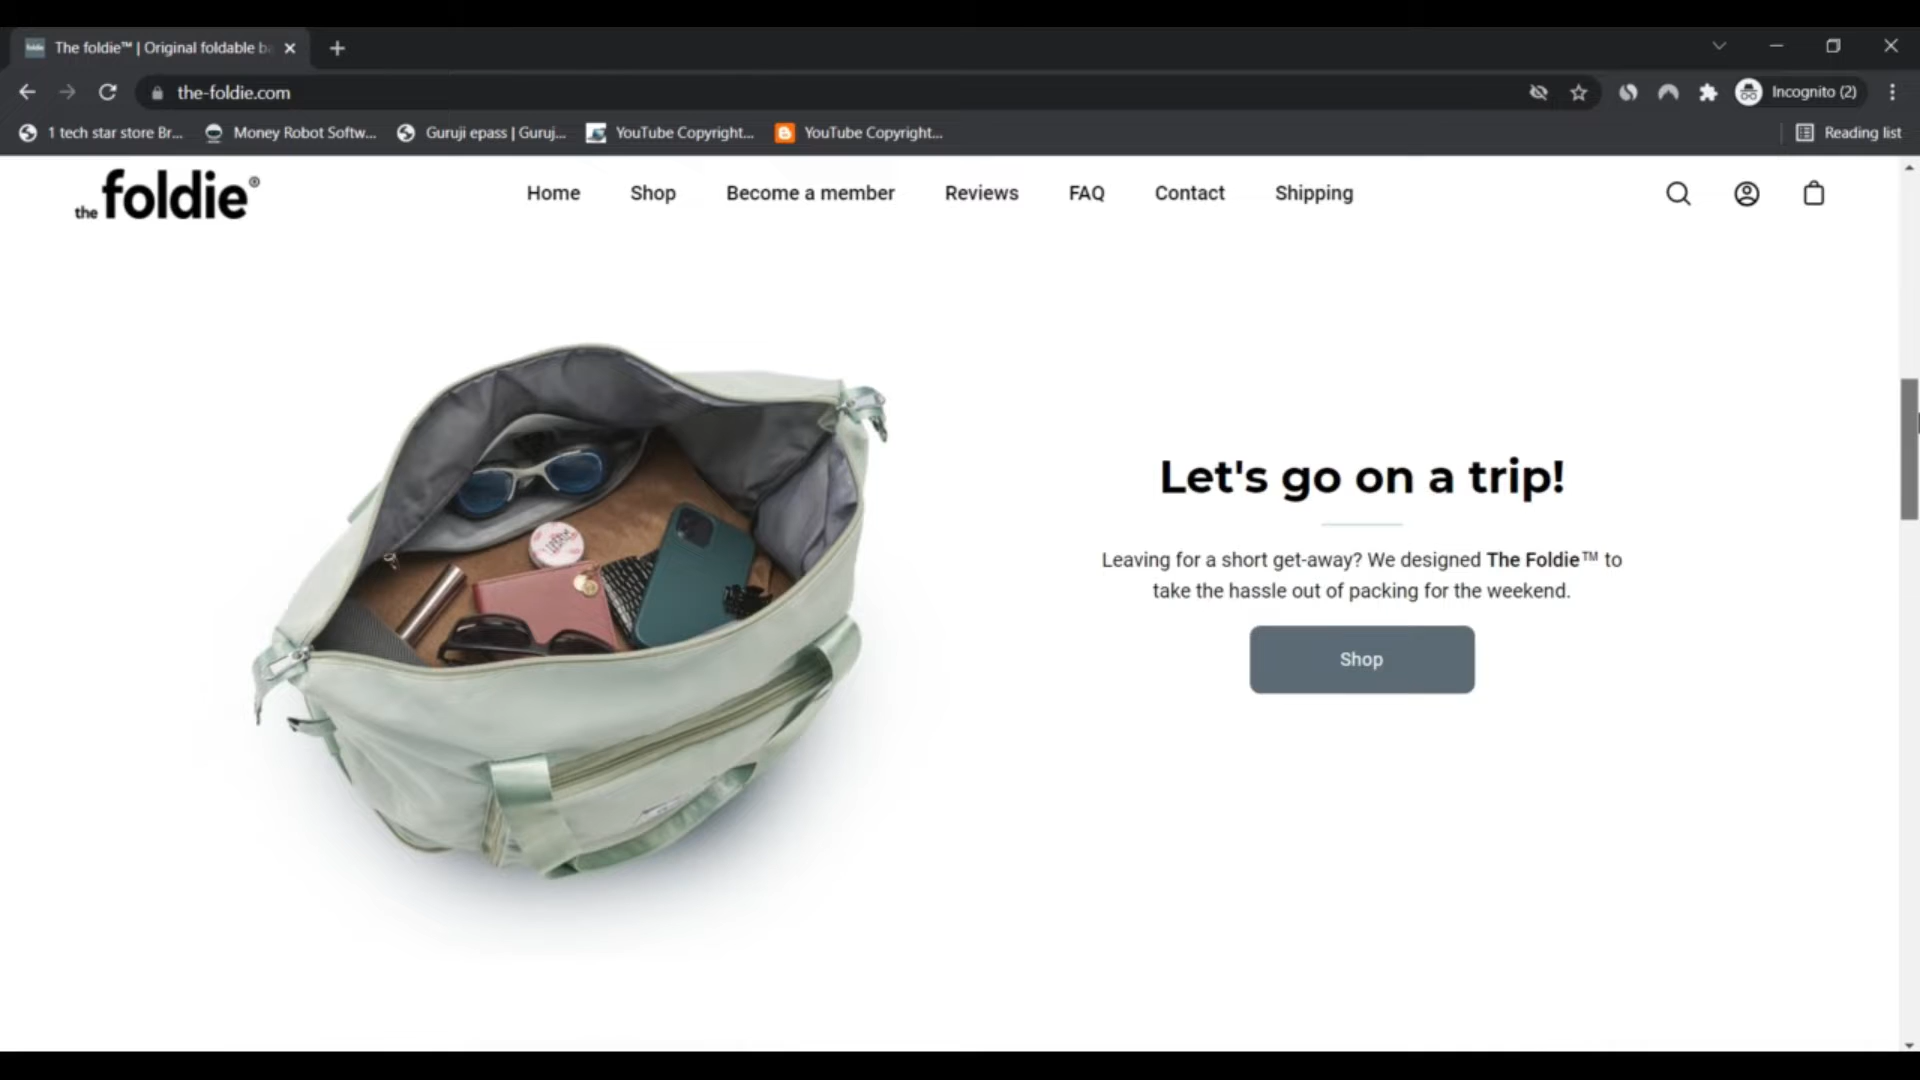 The foldie™ | Original foldable ba
the-foldie.com
Incognito (2)
1 tech star store Br...
Money Robot Softw...
Guruji epass | Guruj...
YouTube Copyright...
YouTube Copyright...
Reading list
the foldie®
Home
Shop
Become a member
Reviews
FAQ
Contact
Shipping
Let's go on a trip!
Leaving for a short get-away? We designed The Foldie™ to
take the hassle out of packing for the weekend.
Shop